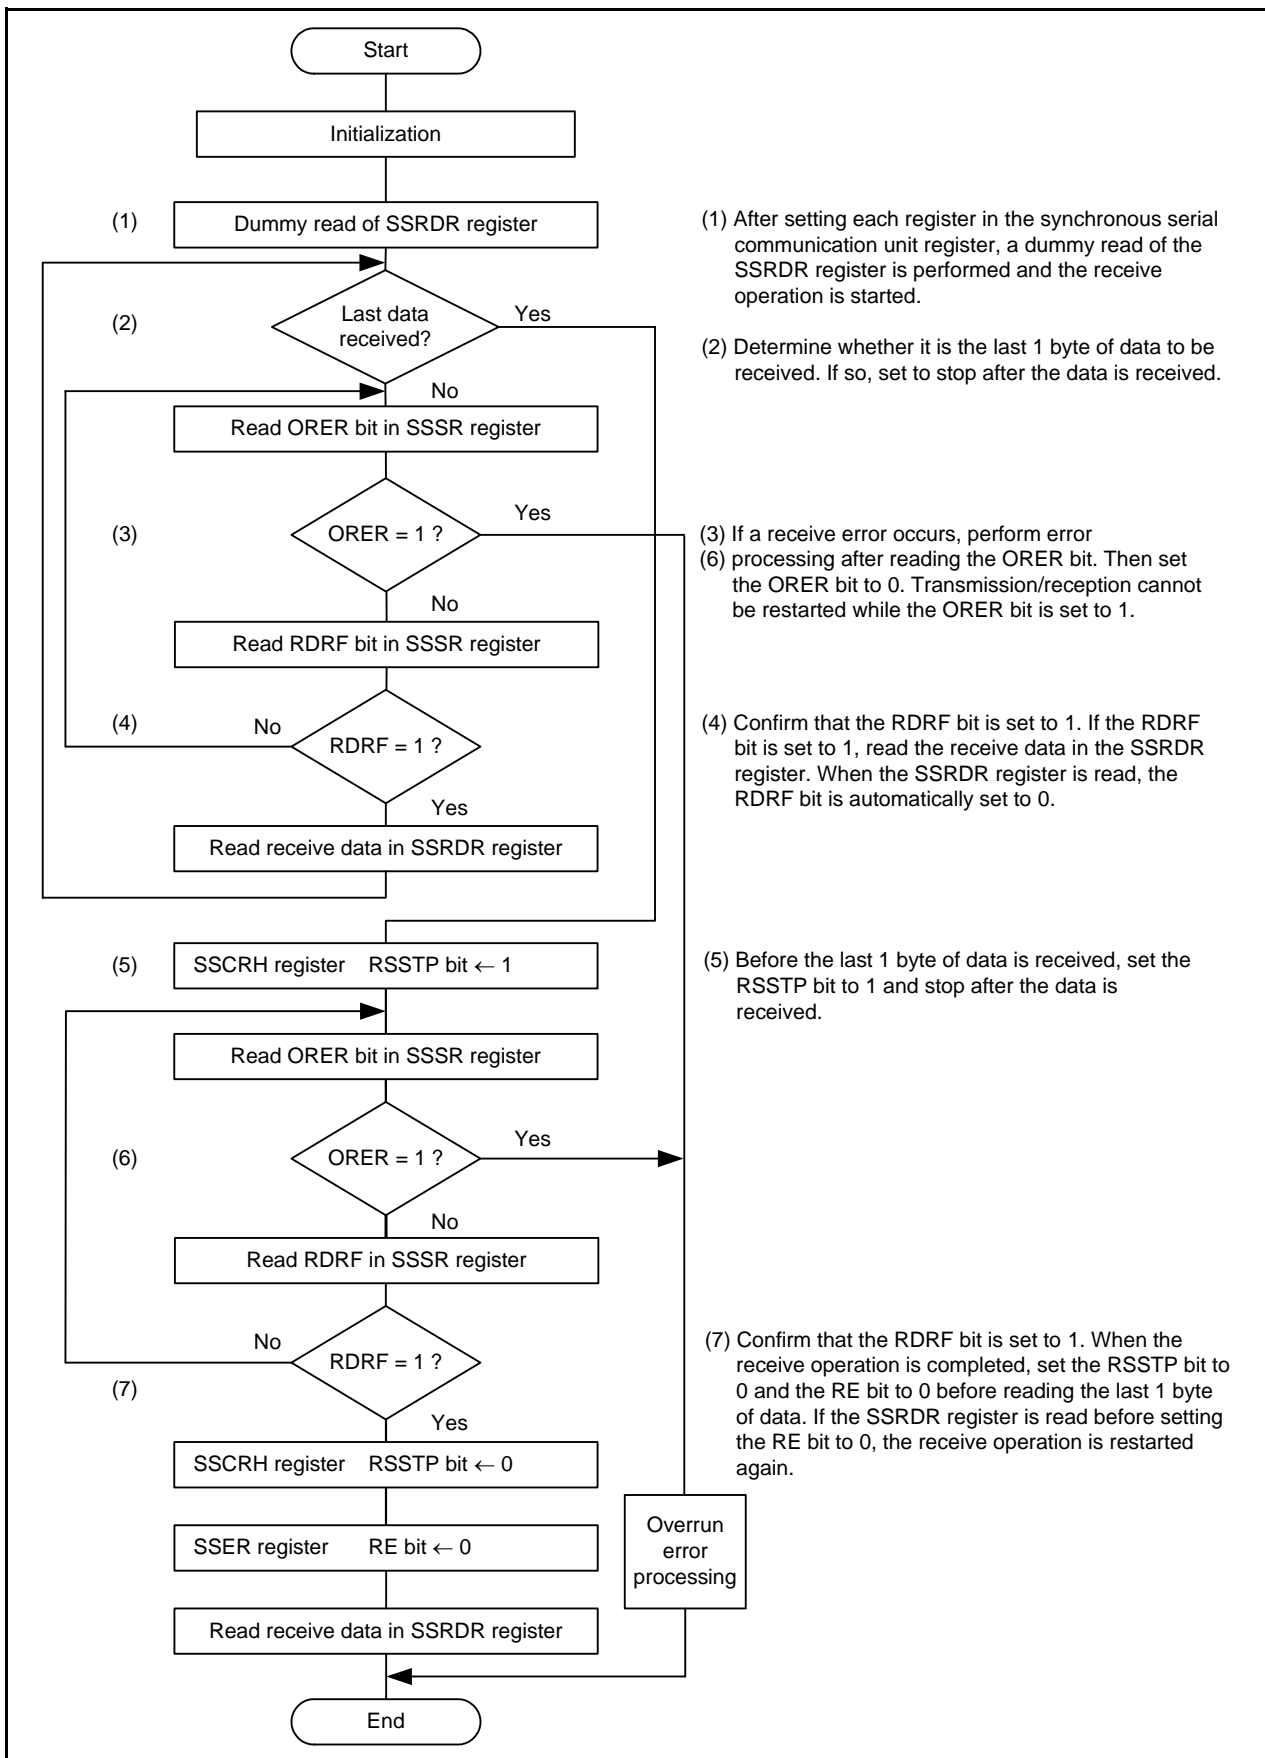 Start
Initialization
(1)
Dummy read of SSRDR register
(2)
Last data
received?
Yes
No
Read ORER bit in SSSR register
(3)
ORER = 1 ?
Yes
No
Read RDRF bit in SSSR register
(4)
No
RDRF = 1 ?
Yes
Read receive data in SSRDR register
(5)
SSCRH register RSSTP bit ← 1
Read ORER bit in SSSR register
(6)
ORER = 1 ?
Yes
No
Read RDRF in SSSR register
No
RDRF = 1 ?
(7)
Yes
SSCRH register RSSTP bit ← 0
SSER register RE bit ← 0
Overrun
error
processing
Read receive data in SSRDR register
End
(1) After setting each register in the synchronous serial
communication unit register, a dummy read of the
SSRDR register is performed and the receive
operation is started.
(2) Determine whether it is the last 1 byte of data to be
received. If so, set to stop after the data is received.
(3) If a receive error occurs, perform error
(6) processing after reading the ORER bit. Then set
the ORER bit to 0. Transmission/reception cannot
be restarted while the ORER bit is set to 1.
(4) Confirm that the RDRF bit is set to 1. If the RDRF
bit is set to 1, read the receive data in the SSRDR
register. When the SSRDR register is read, the
RDRF bit is automatically set to 0.
(5) Before the last 1 byte of data is received, set the
RSSTP bit to 1 and stop after the data is
received.
(7) Confirm that the RDRF bit is set to 1. When the
receive operation is completed, set the RSSTP bit to
0 and the RE bit to 0 before reading the last 1 byte
of data. If the SSRDR register is read before setting
the RE bit to 0, the receive operation is restarted
again.